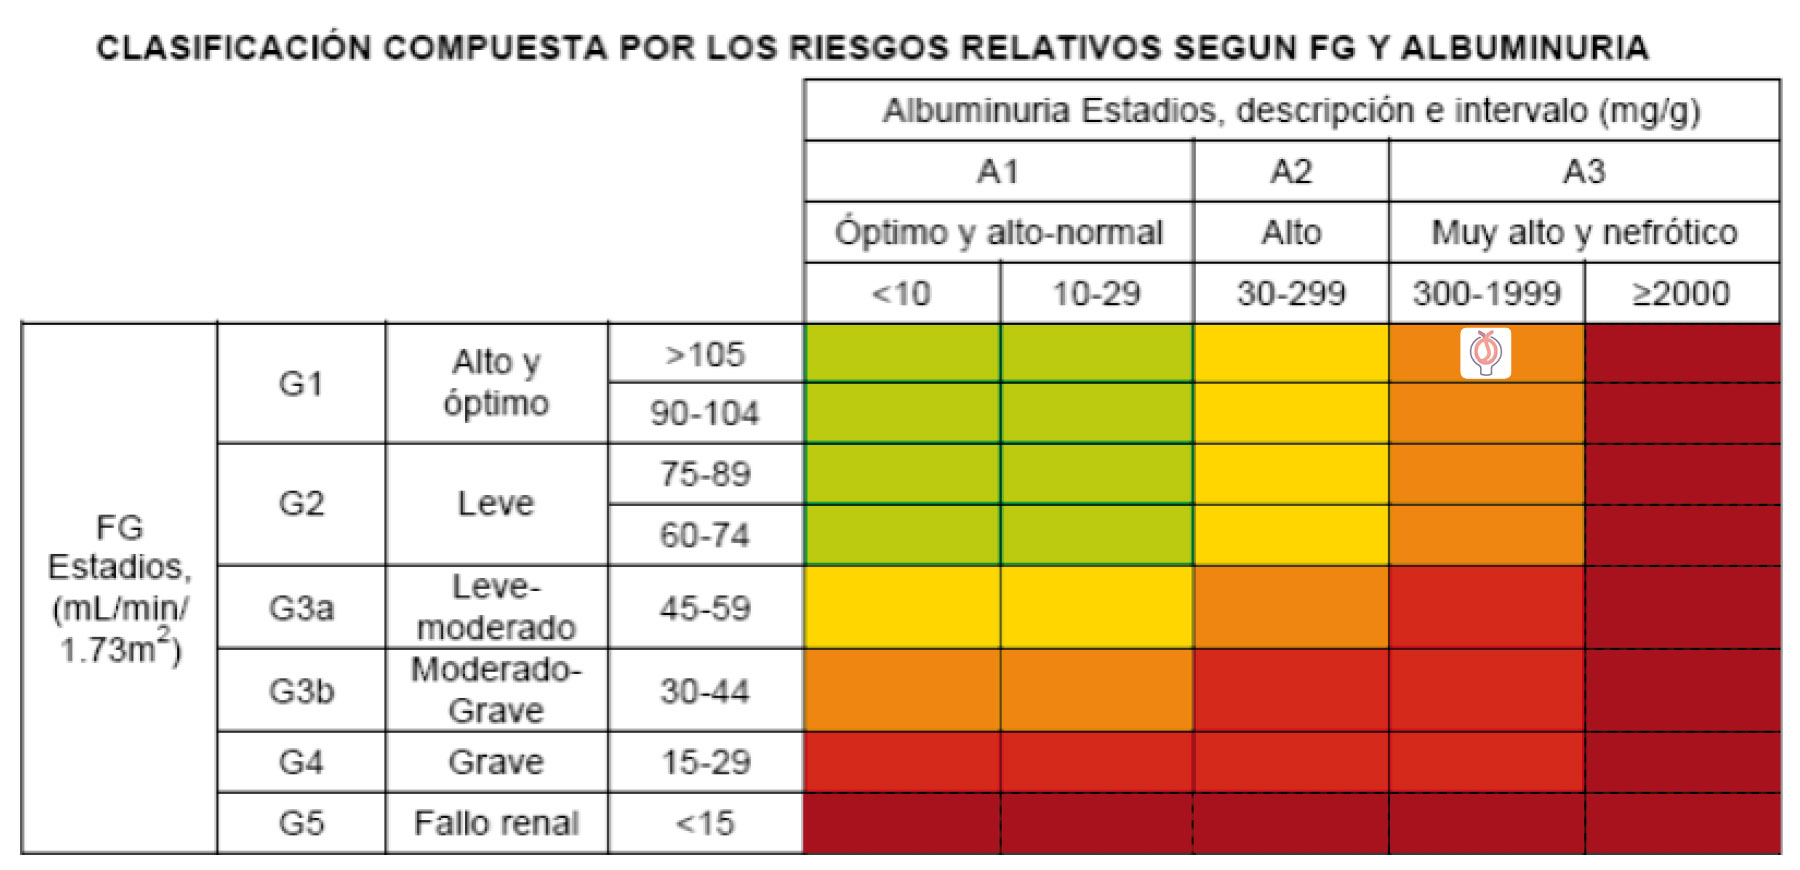 CLASIFICACIÓN COMPUESTA POR LOS RIESGOS RELATIVOS SEGUN FG Y ALBUMINURIA
Albuminuria Estadios, descripción e intervalo (mg/g)
A1 A2 A3
Óptimo y alto-normal Alto Muy alto y nefrótico
<10 10-29 30-299 300-1999 ≥2000
FG
Estadios,
(mL/min/
1.73m²)
G1
Alto y
óptimo
>105
90-104
G2
Leve
75-89
60-74
G3a
Leve-
moderado
45-59
G3b
Moderado-
Grave
30-44
G4 Grave 15-29
G5 Fallo renal <15